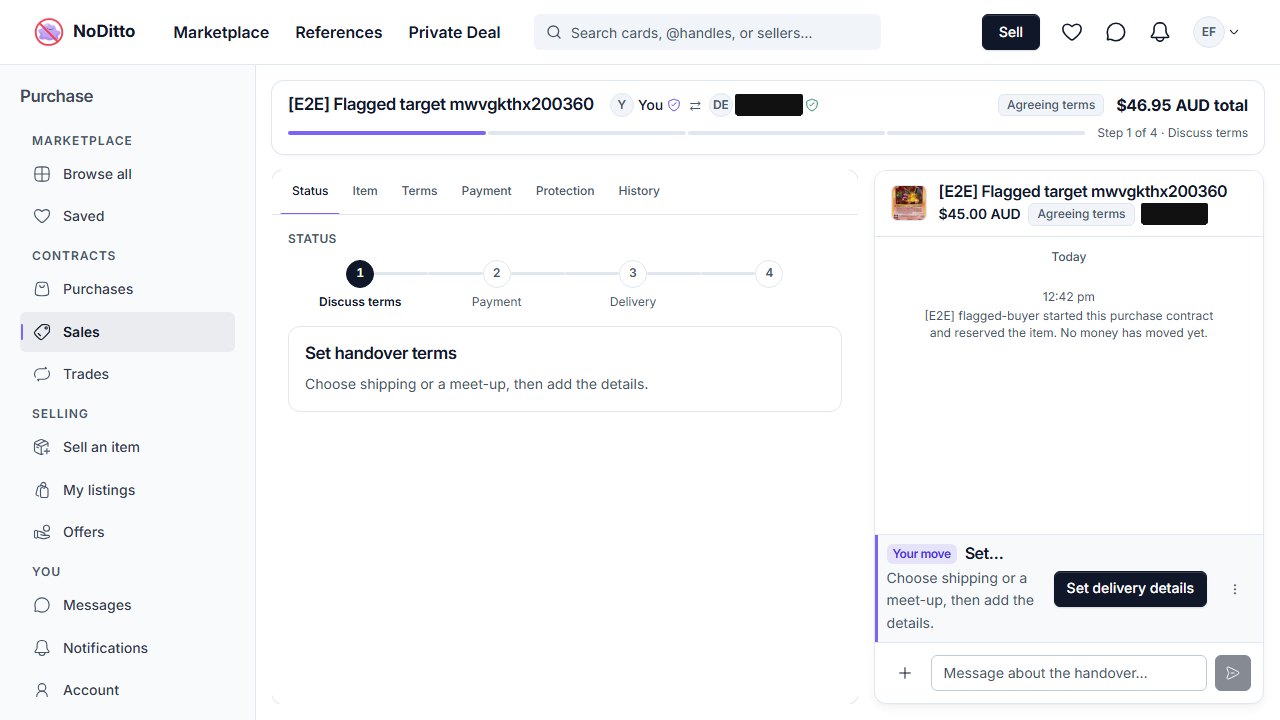 NoDitto
Marketplace
References
Private Deal
Search cards, @handles, or sellers...
Sell
EF
Purchase
MARKETPLACE
Browse all
Saved
CONTRACTS
Purchases
Sales
Trades
SELLING
Sell an item
My listings
Offers
YOU
Messages
Notifications
Account
[E2E] Flagged target mwvgkthx200360
Y You
DE
Agreeing terms
$46.95 AUD total
Step 1 of 4 · Discuss terms
Status
Item
Terms
Payment
Protection
History
STATUS
1
2
3
4
Discuss terms
Payment
Delivery
Set handover terms
Choose shipping or a meet-up, then add the details.
[E2E] Flagged target mwvgkthx200360
$45.00 AUD
Agreeing terms
Today
12:42 pm
[E2E] flagged-buyer started this purchase contract
and reserved the item. No money has moved yet.
Your move
Set...
Choose shipping or a
meet-up, then add the
details.
Set delivery details
Message about the handover...